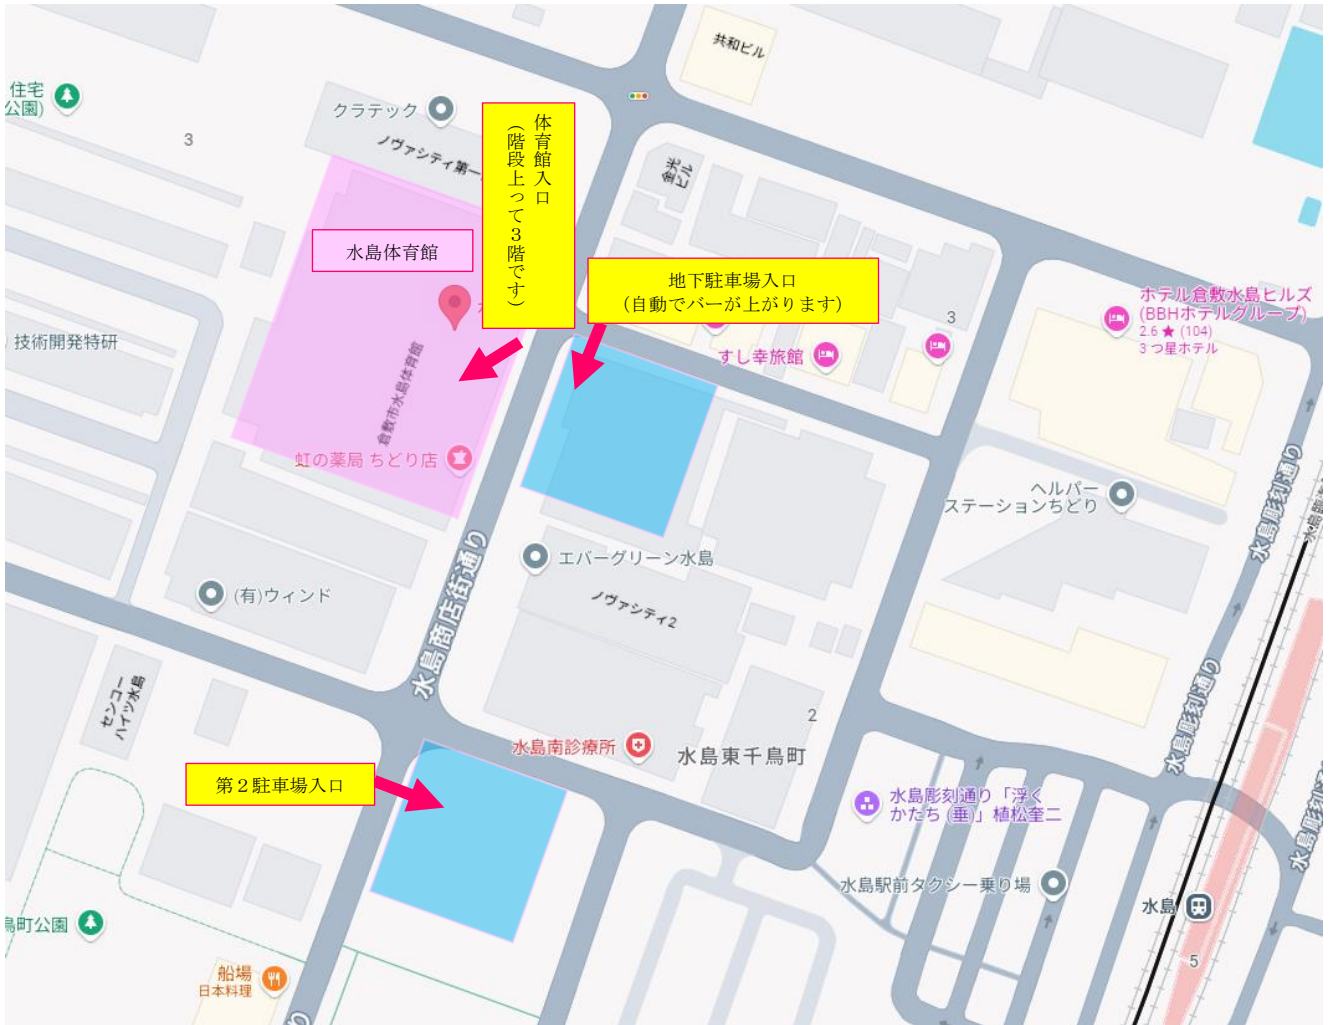 共和ビル
住宅
公園)
クラテック
3
ノヴァシティ第一
体育館入口
(階段上って3階です)
金光
ビル
水島体育館
地下駐車場入口
(自動でバーが上がります)
ホテル倉敷水島ヒルズ
(BBHホテルグループ)
2.6 ★ (104)
3 つ星ホテル
3
技術開発特研
すし幸旅館
倉敷市水島体育館
虹の薬局 ちどり店
ヘルパー
ステーションちどり
水島彫刻通り
水島商店街通り
エバーグリーン水島
(有)ウィンド
ノヴァシティ2
センコー
ハイツ水島
水島彫刻通り
2
水島南診療所
水島東千鳥町
第2駐車場入口
水島彫刻通り「浮く
かたち (垂)」植松奎二
水島彫刻通り
水島駅前タクシー乗り場
水島
鳥町公園
5
船場
日本料理
り